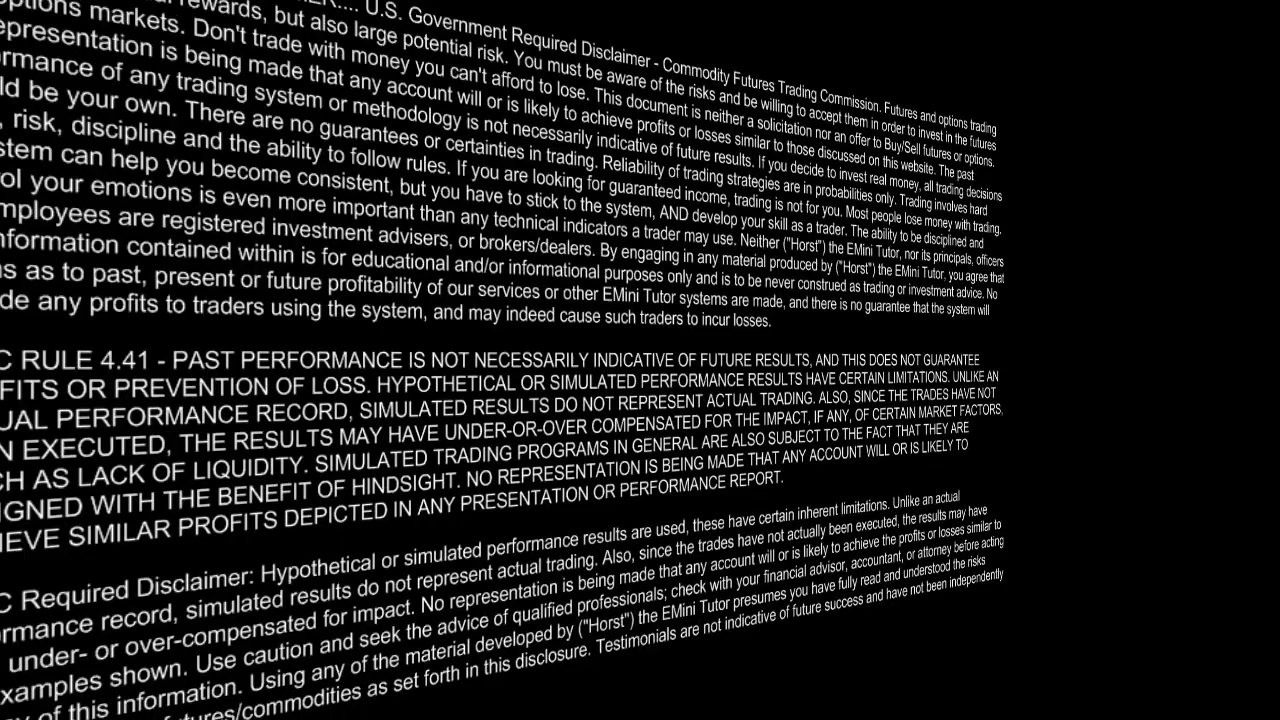 U.S. Government Required Disclaimer - Commodity Futures Trading Commission. Futures and options trading
rewards, but also large potential risk. You must be aware of the risks and be willing to accept them in order to invest in the futures
options markets. Don't trade with money you can't afford to lose. This document is neither a solicitation nor an offer to Buy/Sell futures or options.
epresentation is being made that any account will or is likely to achieve profits or losses similar to those discussed on this website. The past
ormance of any trading system or methodology is not necessarily indicative of future results. If you decide to invest real money, all trading decisions
ld be your own. There are no guarantees or certainties in trading. Reliability of trading strategies are in probabilities only. Trading involves hard
, risk, discipline and the ability to follow rules. If you are looking for guaranteed income, trading is not for you. Most people lose money with trading.
stem can help you become consistent, but you have to stick to the system, AND develop your skill as a trader. The ability to be disciplined and
ol your emotions is even more important than any technical indicators a trader may use. Neither ("Horst") the EMini Tutor, nor its principals, officers
mployees are registered investment advisers, or brokers/dealers. By engaging in any material produced by ("Horst") the EMini Tutor, you agree that
nformation contained within is for educational and/or informational purposes only and is to be never construed as trading or investment advice. No
s as to past, present or future profitability of our services or other EMini Tutor systems are made, and there is no guarantee that the system will
de any profits to traders using the system, and may indeed cause such traders to incur losses.
C RULE 4.41 - PAST PERFORMANCE IS NOT NECESSARILY INDICATIVE OF FUTURE RESULTS, AND THIS DOES NOT GUARANTEE
FITS OR PREVENTION OF LOSS. HYPOTHETICAL OR SIMULATED PERFORMANCE RESULTS HAVE CERTAIN LIMITATIONS. UNLIKE AN
UAL PERFORMANCE RECORD, SIMULATED RESULTS DO NOT REPRESENT ACTUAL TRADING. ALSO, SINCE THE TRADES HAVE NOT
N EXECUTED, THE RESULTS MAY HAVE UNDER-OR-OVER COMPENSATED FOR THE IMPACT, IF ANY, OF CERTAIN MARKET FACTORS,
CH AS LACK OF LIQUIDITY. SIMULATED TRADING PROGRAMS IN GENERAL ARE ALSO SUBJECT TO THE FACT THAT THEY ARE
IGNED WITH THE BENEFIT OF HINDSIGHT. NO REPRESENTATION IS BEING MADE THAT ANY ACCOUNT WILL OR IS LIKELY TO
IEVE SIMILAR PROFITS DEPICTED IN ANY PRESENTATION OR PERFORMANCE REPORT.
C Required Disclaimer: Hypothetical or simulated performance results are used, these have certain inherent limitations. Unlike an actual
ormance record, simulated results do not represent actual trading. Also, since the trades have not actually been executed, the results may have
under- or over-compensated for impact. No representation is being made that any account will or is likely to achieve the profits or losses similar to
xamples shown. Use caution and seek the advice of qualified professionals; check with your financial advisor, accountant, or attorney before acting
y of this information. Using any of the material developed by ("Horst") the EMini Tutor presumes you have fully read and understood the risks
utures/commodities as set forth in this disclosure. Testimonials are not indicative of future success and have not been independently